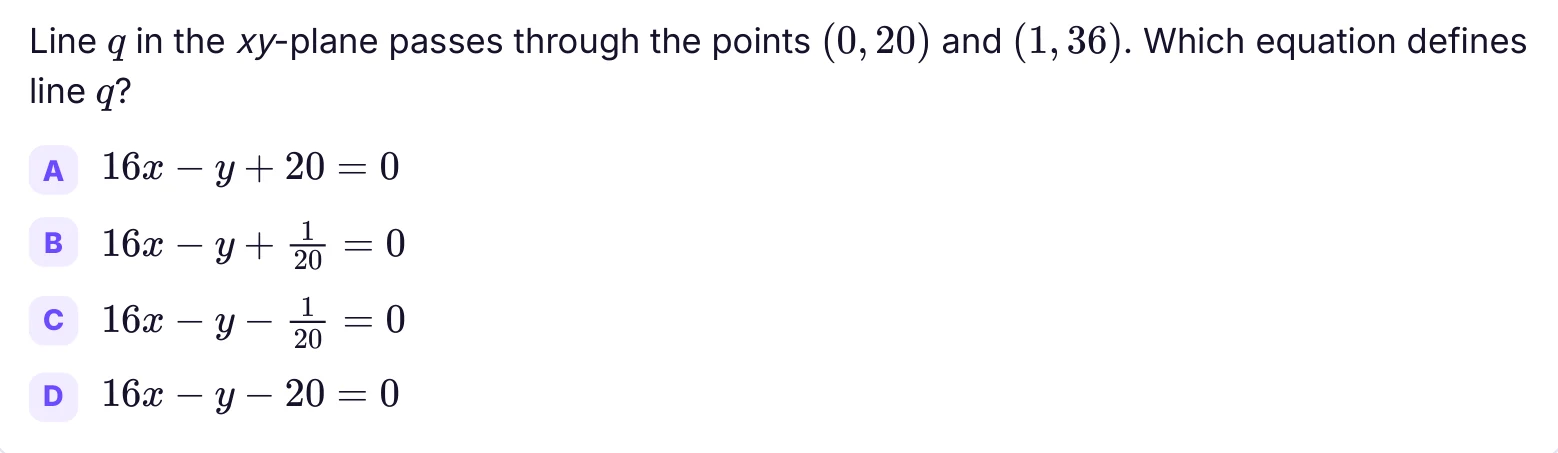 Line q in the xy-plane passes through the points (0, 20) and (1, 36). Which equation defines
line q?
A 16x − y + 20 = 0
B 16x − y + 1/20 = 0
C 16x − y − 1/20 = 0
D 16x − y − 20 = 0